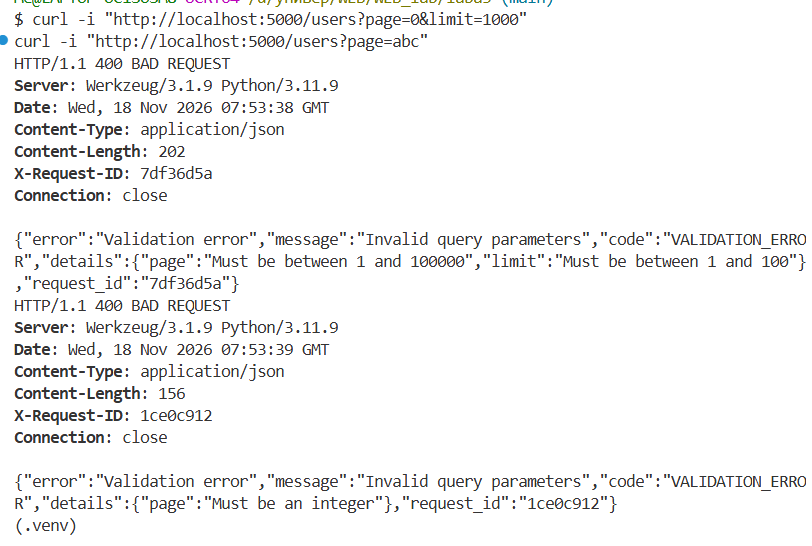 (main)
$ curl -i "http://localhost:5000/users?page=0&limit=1000"
curl -i "http://localhost:5000/users?page=abc"
HTTP/1.1 400 BAD REQUEST
Server: Werkzeug/3.1.9 Python/3.11.9
Date: Wed, 18 Nov 2026 07:53:38 GMT
Content-Type: application/json
Content-Length: 202
X-Request-ID: 7df36d5a
Connection: close

{"error":"Validation error","message":"Invalid query parameters","code":"VALIDATION_ERRO
R","details":{"page":"Must be between 1 and 100000","limit":"Must be between 1 and 100"}
,"request_id":"7df36d5a"}
HTTP/1.1 400 BAD REQUEST
Server: Werkzeug/3.1.9 Python/3.11.9
Date: Wed, 18 Nov 2026 07:53:39 GMT
Content-Type: application/json
Content-Length: 156
X-Request-ID: 1ce0c912
Connection: close

{"error":"Validation error","message":"Invalid query parameters","code":"VALIDATION_ERRO
R","details":{"page":"Must be an integer"},"request_id":"1ce0c912"}
(.venv)